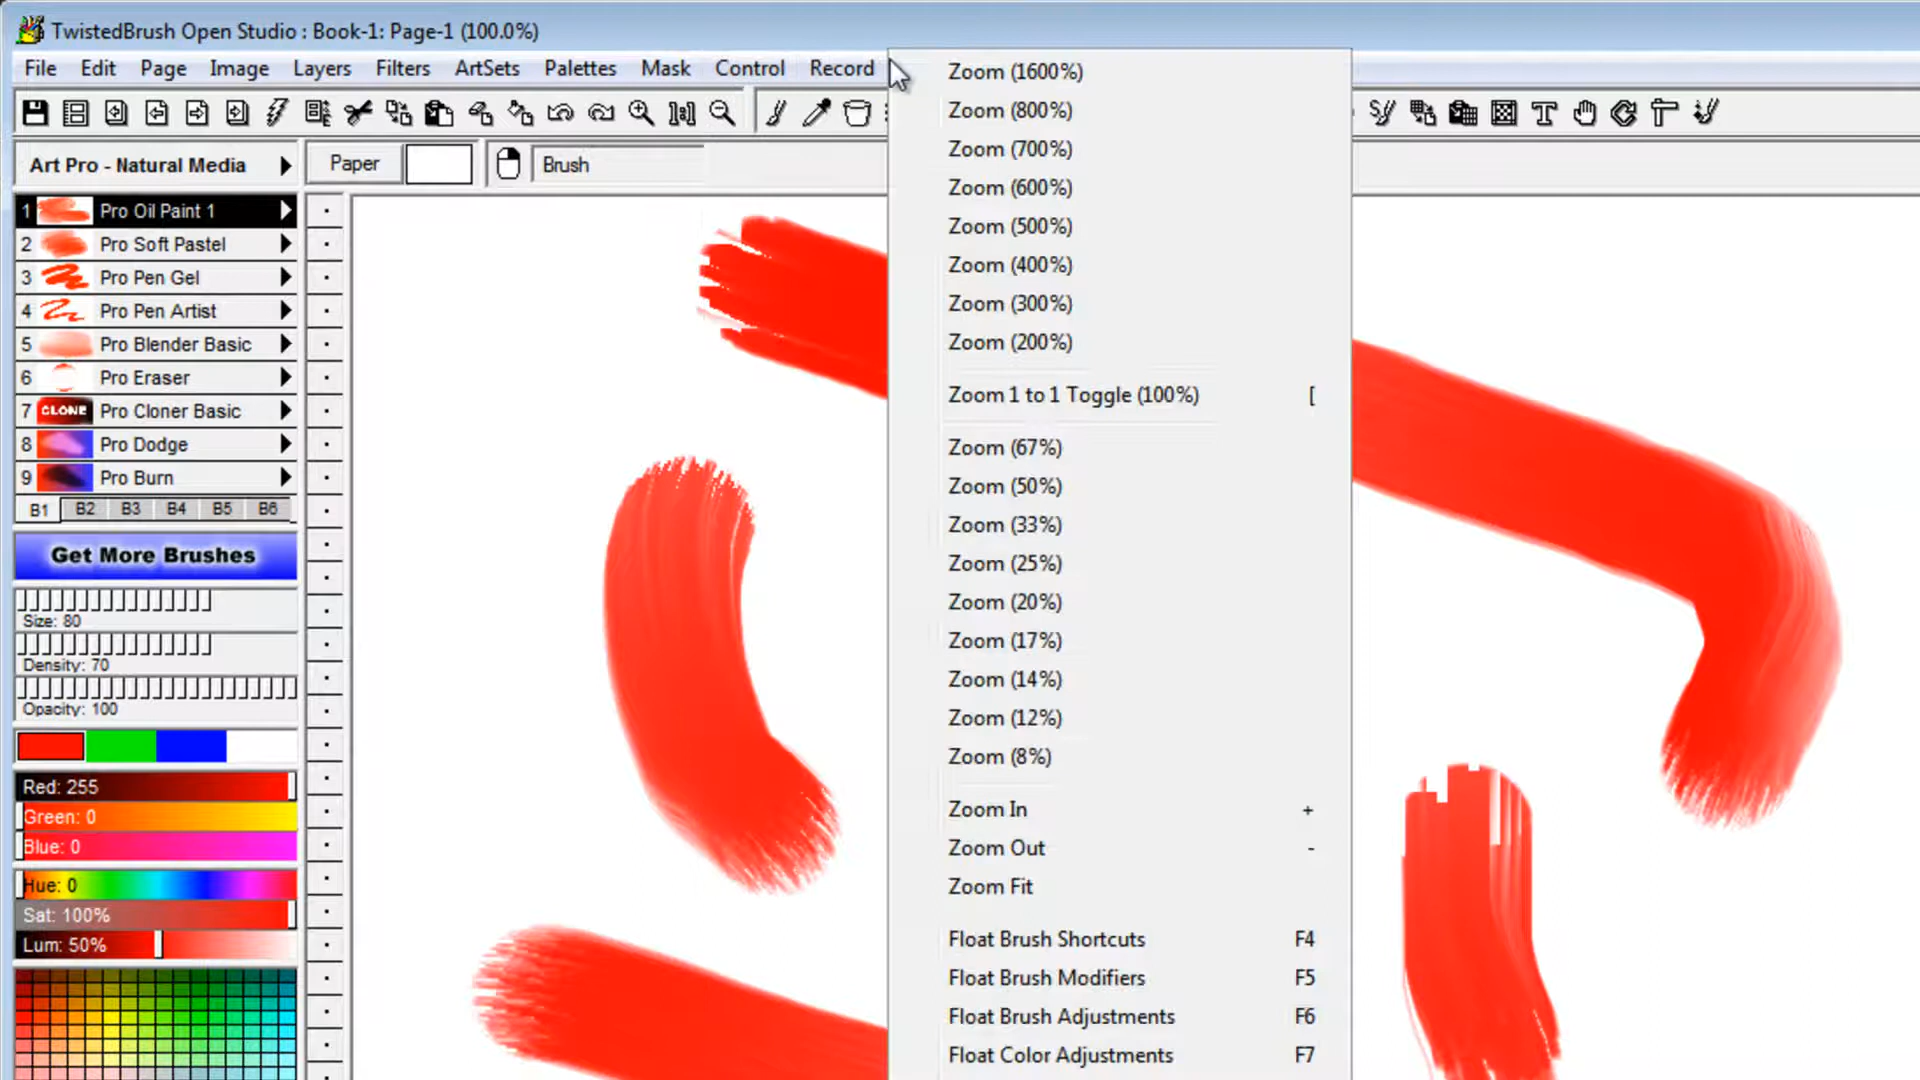 TwistedBrush Open Studio : Book-1: Page-1 (100.0%)
File Edit Page Image Layers Filters ArtSets Palettes Mask Control Record
Art Pro - Natural Media
Paper
Brush
1 Pro Oil Paint 1
2 Pro Soft Pastel
3 Pro Pen Gel
4 Pro Pen Artist
5 Pro Blender Basic
6 Pro Eraser
7 CLONE Pro Cloner Basic
8 Pro Dodge
9 Pro Burn
B1 B2 B3 B4 B5 B6
Get More Brushes
Size: 80
Density: 70
Opacity: 100
Red: 255
Green: 0
Blue: 0
Hue: 0
Sat: 100%
Lum: 50%
Zoom (1600%)
Zoom (800%)
Zoom (700%)
Zoom (600%)
Zoom (500%)
Zoom (400%)
Zoom (300%)
Zoom (200%)
Zoom 1 to 1 Toggle (100%) [
Zoom (67%)
Zoom (50%)
Zoom (33%)
Zoom (25%)
Zoom (20%)
Zoom (17%)
Zoom (14%)
Zoom (12%)
Zoom (8%)
Zoom In +
Zoom Out -
Zoom Fit
Float Brush Shortcuts F4
Float Brush Modifiers F5
Float Brush Adjustments F6
Float Color Adjustments F7